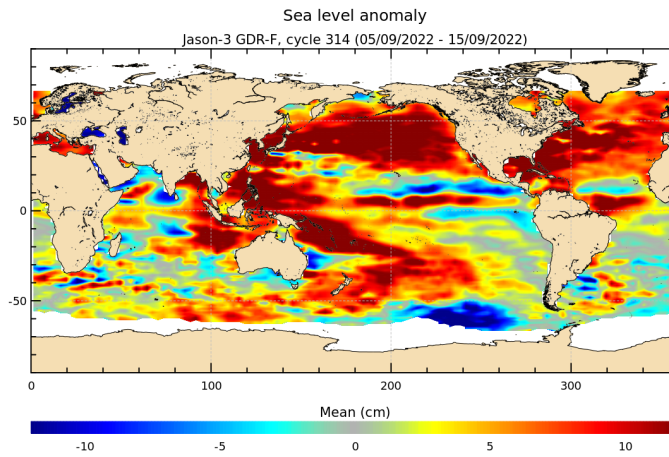 Sea level anomaly
Jason-3 GDR-F, cycle 314 (05/09/2022 - 15/09/2022)
50
0
-50
0 100 200 300
Mean (cm)
-10 -5 0 5 10